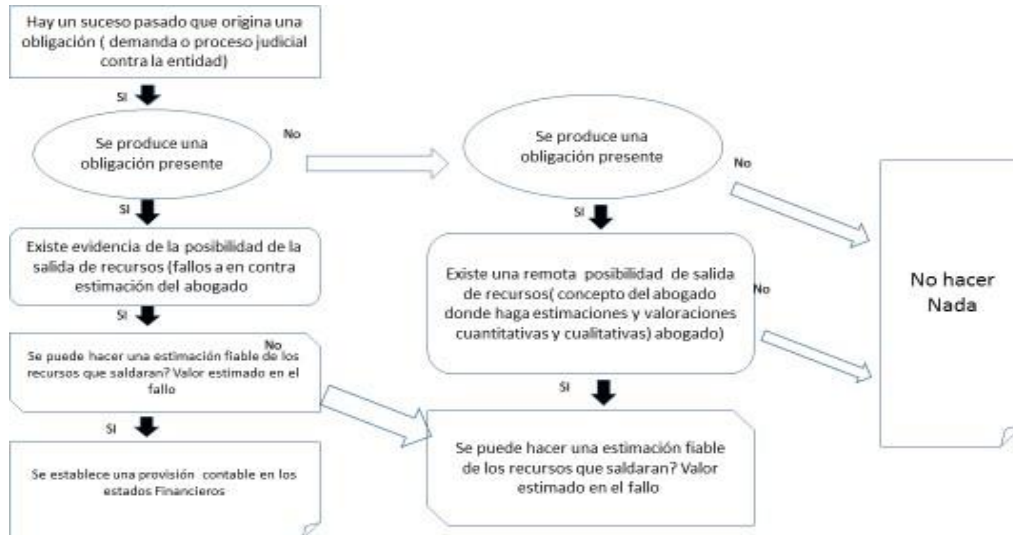 Hay un suceso pasado que origina una
obligación ( demanda o proceso judicial
contra la entidad)
SI
Se produce una
obligación presente
No
SI
Existe evidencia de la posibilidad de la
salida de recursos (fallos a en contra
estimación del abogado
SI
No
Se puede hacer una estimación fiable de los
recursos que saldaran? Valor estimado en el
fallo
SI
Se establece una provisión contable en los
estados Financieros
Se produce una
obligación presente
No
SI
Existe una remota posibilidad de salida
de recursos( concepto del abogado
donde haga estimaciones y valoraciones
cuantitativas y cualitativas) abogado)
No
SI
Se puede hacer una estimación fiable
de los recursos que saldaran? Valor
estimado en el fallo
No hacer
Nada